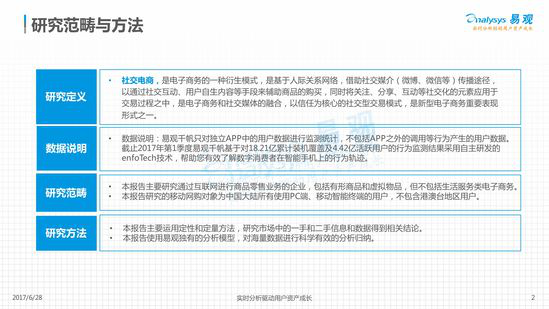 研究范畴与方法
nalysys 易观
实时分析驱动用户资产成长
研究定义
• 社交电商，是电子商务的一种衍生模式，是基于人际关系网络，借助社交媒介（微博、微信等）传播途径，
以通过社交互动、用户自生内容等手段来辅助商品的购买，同时将关注、分享、互动等社交化的元素应用于
交易过程之中，是电子商务和社交媒体的融合，以信任为核心的社交型交易模式，是新型电子商务重要表现
形式之一。
数据说明
• 数据说明：易观千帆只对独立APP中的用户数据进行监测统计，不包括APP之外的调用等行为产生的用户数据。
截止2017年第1季度易观千帆基于对18.21亿累计装机覆盖及4.42亿活跃用户的行为监测结果采用自主研发的
enfoTech技术，帮助您有效了解数字消费者在智能手机上的行为轨迹。
研究范畴
• 本报告主要研究通过互联网进行商品零售业务的企业，包括有形商品和虚拟物品，但不包括生活服务类电子商务。
• 本报告研究的移动网购对象为中国大陆所有使用PC端、移动智能终端的用户，不包含港澳台地区用户。
研究方法
• 本报告主要运用定性和定量方法，研究市场中的一手和二手信息和数据得到相关结论。
• 本报告使用易观独有的分析模型，对海量数据进行科学有效的分析归纳。
2017/6/28
实时分析驱动用户资产成长
2